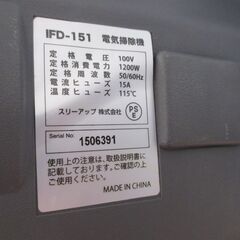 IFD-151 電気掃除機
定格電圧 100V
定格消費電力 1200W
定格周波数 50/60Hz
電流ヒューズ 15A
温度ヒューズ 115℃
スリーアップ 株式会社
PSE
Serial No: 1506391
使用上の注意は、取扱説明書
に記載していますので、よく
お読みになりご使用ください。
MADE IN CHINA